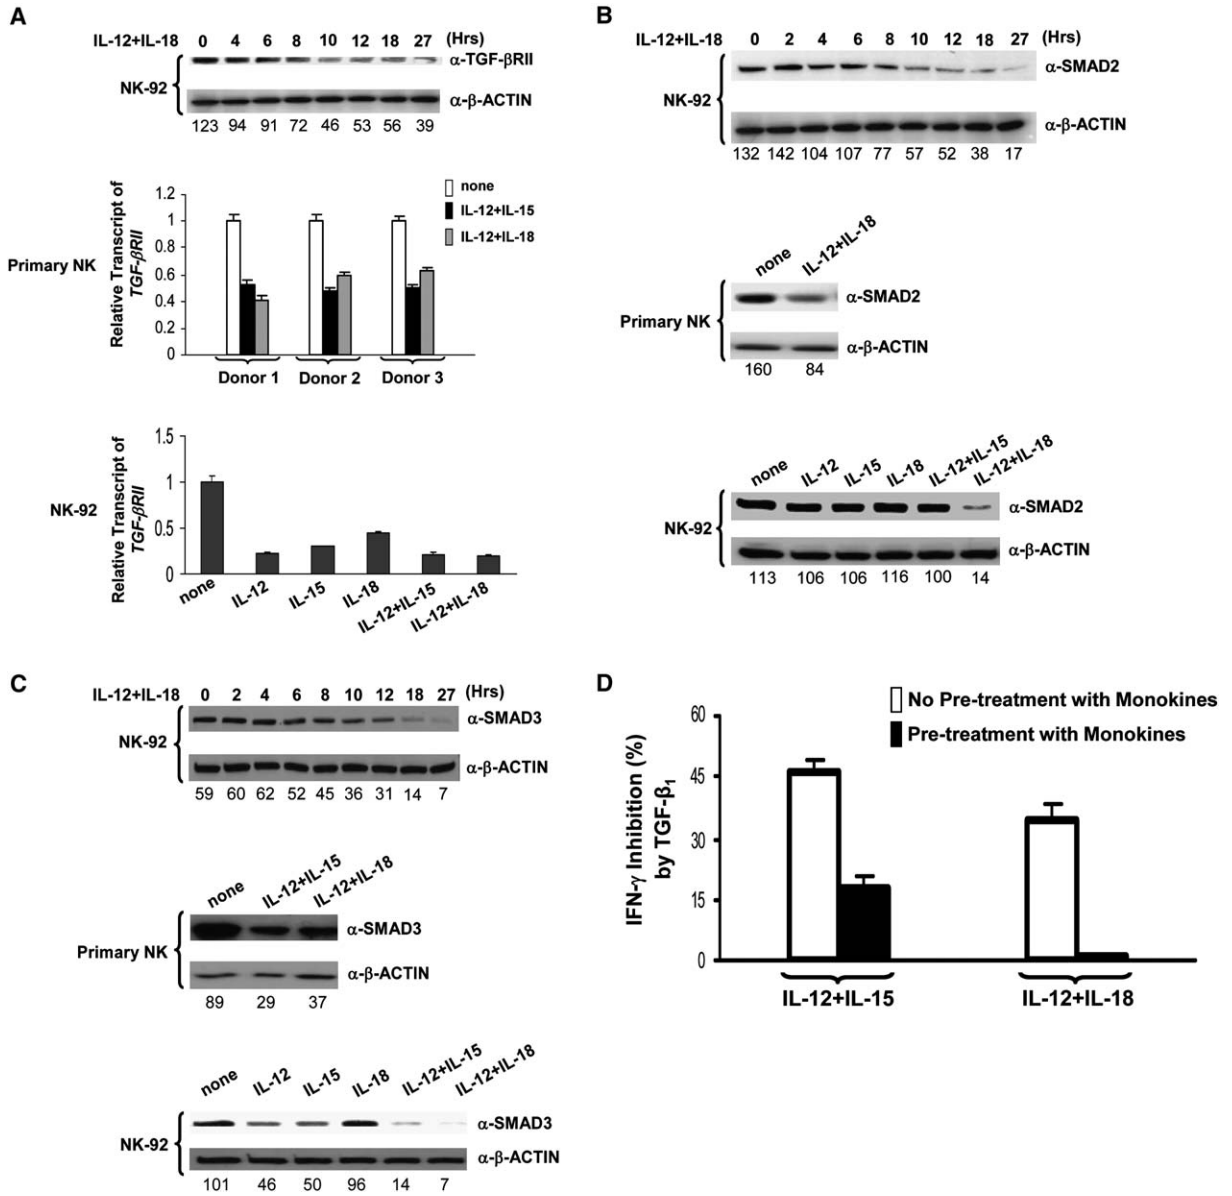 A
IL-12+IL-18 0 4 6 8 10 12 18 27 (Hrs)
α-TGF-βRII
NK-92
α-β-ACTIN
123 94 91 72 46 53 56 39
Primary NK
Relative Transcript of
TGF-βRII
1.2
1
0.8
0.6
0.4
0.2
0
none
IL-12+IL-15
IL-12+IL-18
Donor 1 Donor 2 Donor 3
NK-92
Relative Transcript of
TGF-βRII
1.5
1
0.5
0
none IL-12 IL-15 IL-18 IL-12+IL-15 IL-12+IL-18
B
IL-12+IL-18 0 2 4 6 8 10 12 18 27 (Hrs)
α-SMAD2
NK-92
α-β-ACTIN
132 142 104 107 77 57 52 38 17
none IL-12+IL-18
α-SMAD2
Primary NK
α-β-ACTIN
160 84
none IL-12 IL-15 IL-18 IL-12+IL-15 IL-12+IL-18
α-SMAD2
NK-92
α-β-ACTIN
113 106 106 116 100 14
C
IL-12+IL-18 0 2 4 6 8 10 12 18 27 (Hrs)
α-SMAD3
NK-92
α-β-ACTIN
59 60 62 52 45 36 31 14 7
none IL-12+IL-15 IL-12+IL-18
α-SMAD3
Primary NK
α-β-ACTIN
89 29 37
none IL-12 IL-15 IL-18 IL-12+IL-15 IL-12+IL-18
α-SMAD3
NK-92
α-β-ACTIN
101 46 50 96 14 7
D
No Pre-treatment with Monokines
Pre-treatment with Monokines
IFN-γ Inhibition (%)
by TGF-β₁
60
45
30
15
0
IL-12+IL-15 IL-12+IL-18